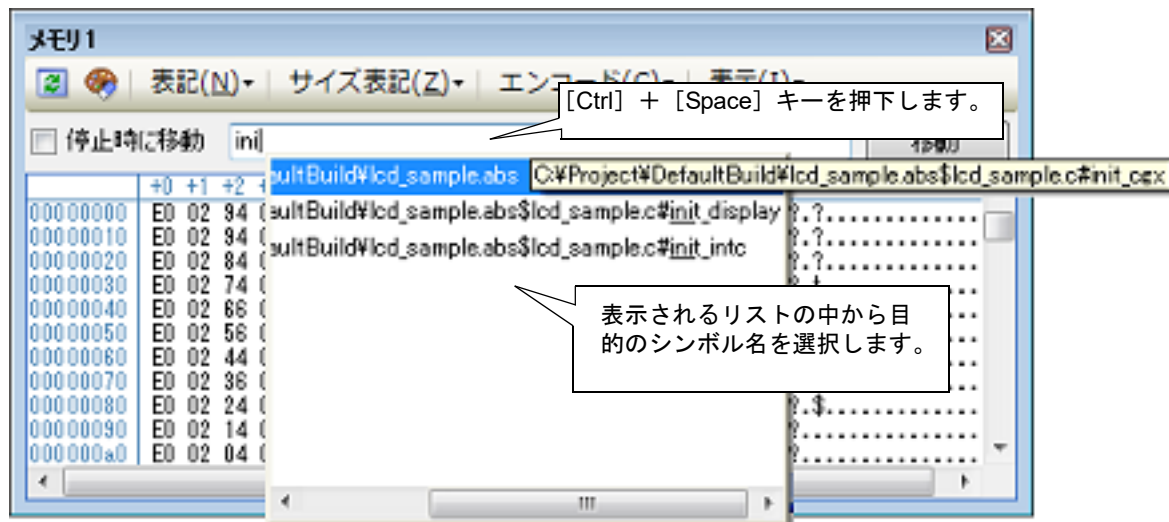 メモリ1
表記(N)▾ サイズ表記(Z)▾
［Ctrl］＋［Space］キーを押下します。
停止時に移動 ini
aultBuild¥lcd_sample.abs C:¥Project¥DefaultBuild¥lcd_sample.abs$lcd_sample.c#init_cgx
+0 +1 +2
aultBuild¥lcd_sample.abs$lcd_sample.c#init_display
aultBuild¥lcd_sample.abs$lcd_sample.c#init_intc
00000000 E0 02 94
00000010 E0 02 94
00000020 E0 02 84
00000030 E0 02 74
00000040 E0 02 66
00000050 E0 02 56
00000060 E0 02 44
00000070 E0 02 36
00000080 E0 02 24
00000090 E0 02 14
000000a0 E0 02 04
表示されるリストの中から目
的のシンボル名を選択します。